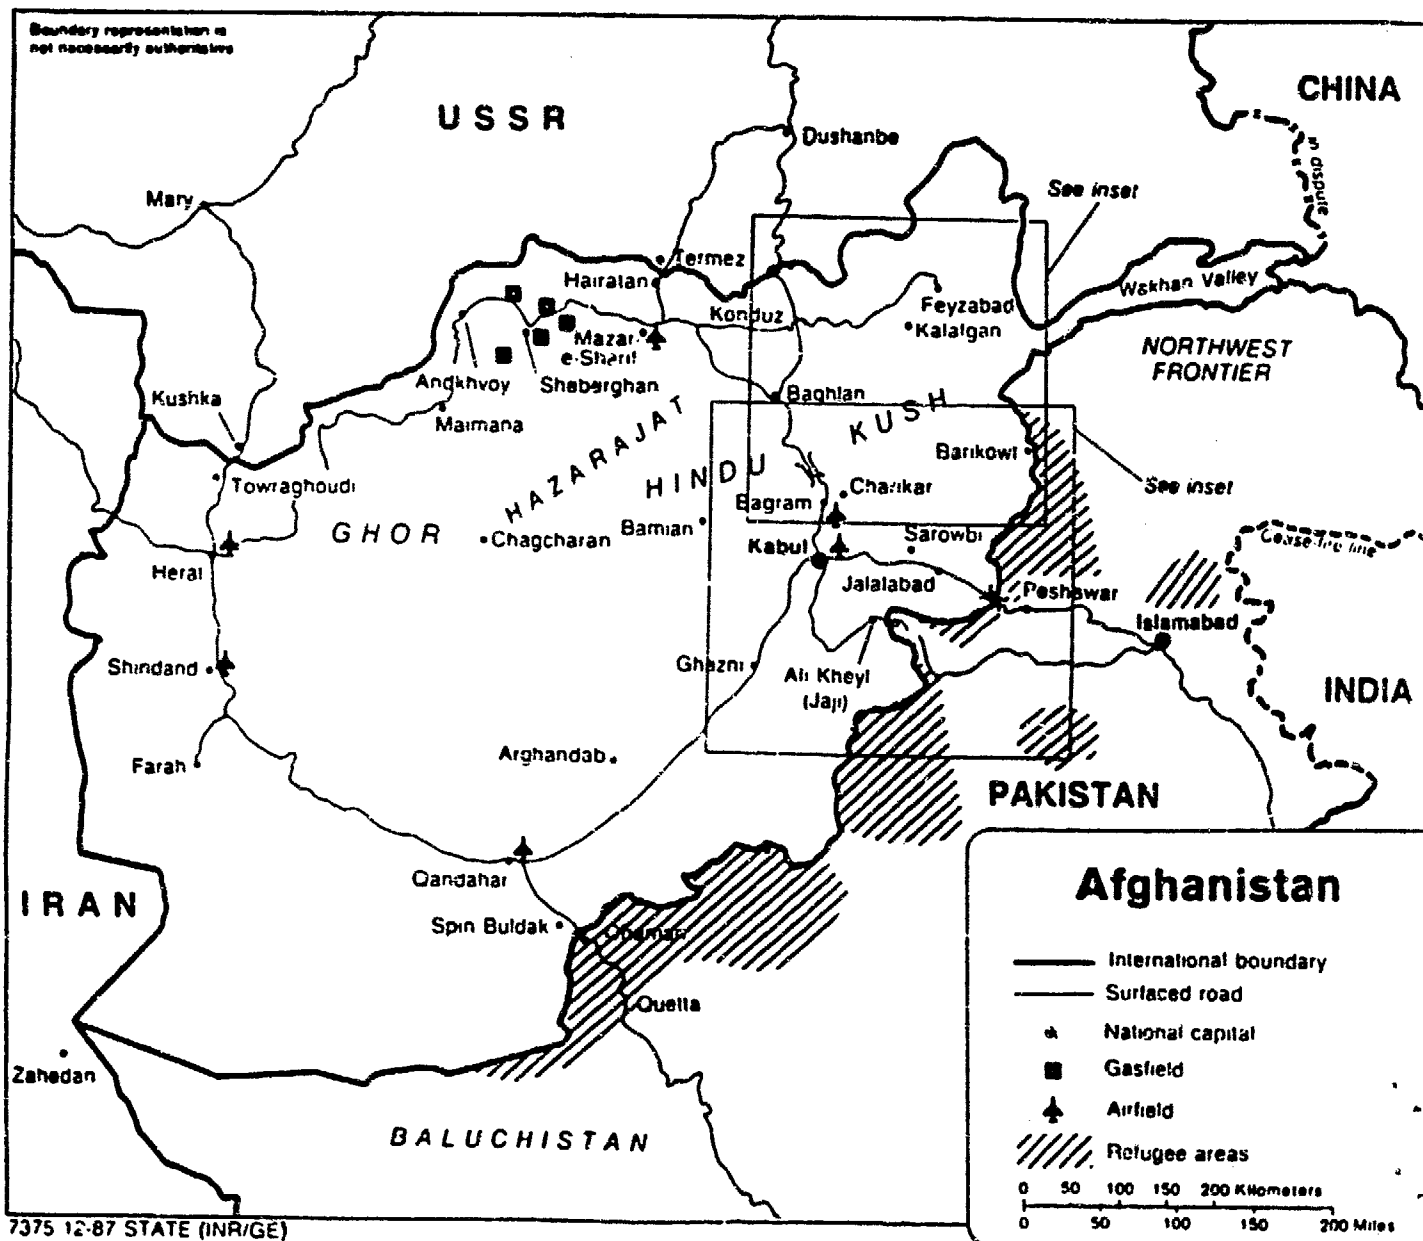 Boundary representation is
not necessarily authoritative
USSR
CHINA
In dispute
Dushanbe
Mary
See inset
Termez
Hairatan
Wakhan Valley
Feyzabad
Konduz
Kalafgan
Mazar-
e-Sharif
NORTHWEST
FRONTIER
Andkhvoy
Sheberghan
Kushka
Baghlan
Maimana
HAZARAJAT
HINDU KUSH
Barikowt
Towraghoudi
See inset
Charikar
Bagram
GHOR
Bamian
Chagcharan
Sarowbi
Kabul
Cease-fire line
Herat
Jalalabad
Peshawar
Islamabad
Shindand
Ghazni
Ali Kheyl
(Jaji)
INDIA
Farah
Arghandab
PAKISTAN
Qandahar
IRAN
Spin Buldak
Chaman
Quetta
Zahedan
BALUCHISTAN
Afghanistan
International boundary
Surfaced road
National capital
Gasfield
Airfield
Refugee areas
0 50 100 150 200 Kilometers
0 50 100 150 200 Miles
7375 12-87 STATE (INR/GE)